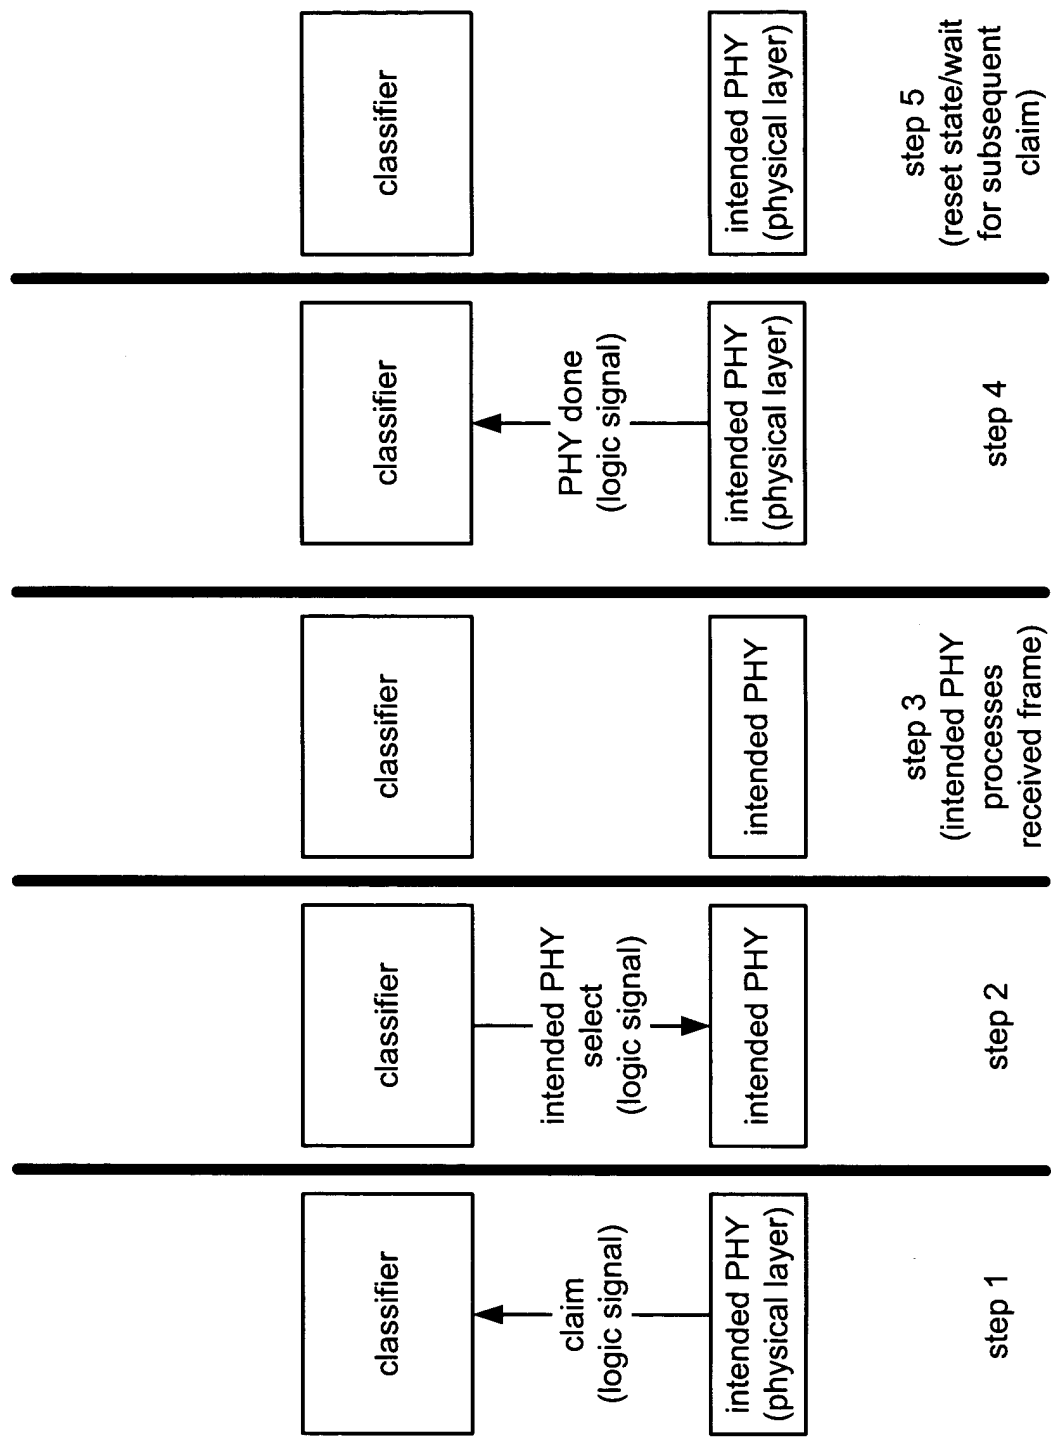 classifier
claim
(logic signal)
intended PHY
(physical layer)
step 1
classifier
intended PHY
select
(logic signal)
intended PHY
step 2
classifier
intended PHY
step 3
(intended PHY
processes
received frame)
classifier
PHY done
(logic signal)
intended PHY
(physical layer)
step 4
classifier
intended PHY
(physical layer)
step 5
(reset state/wait
for subsequent
claim)